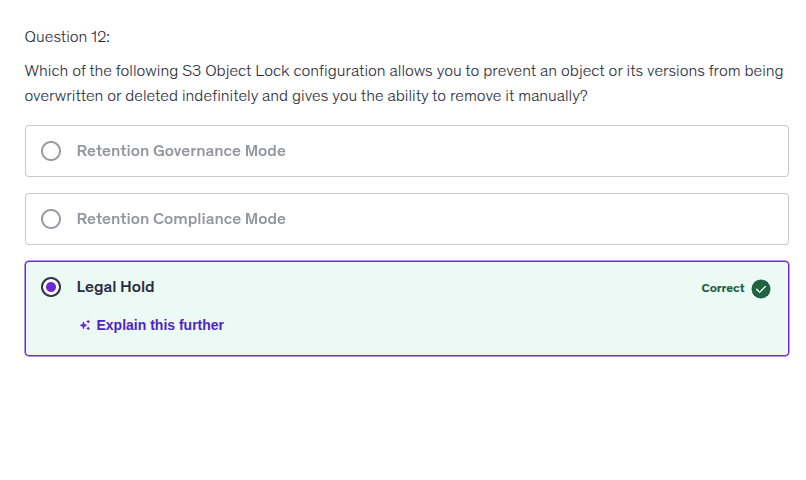 Question 12:
Which of the following S3 Object Lock configuration allows you to prevent an object or its versions from being
overwritten or deleted indefinitely and gives you the ability to remove it manually?
Retention Governance Mode
Retention Compliance Mode
Legal Hold
Correct
Explain this further